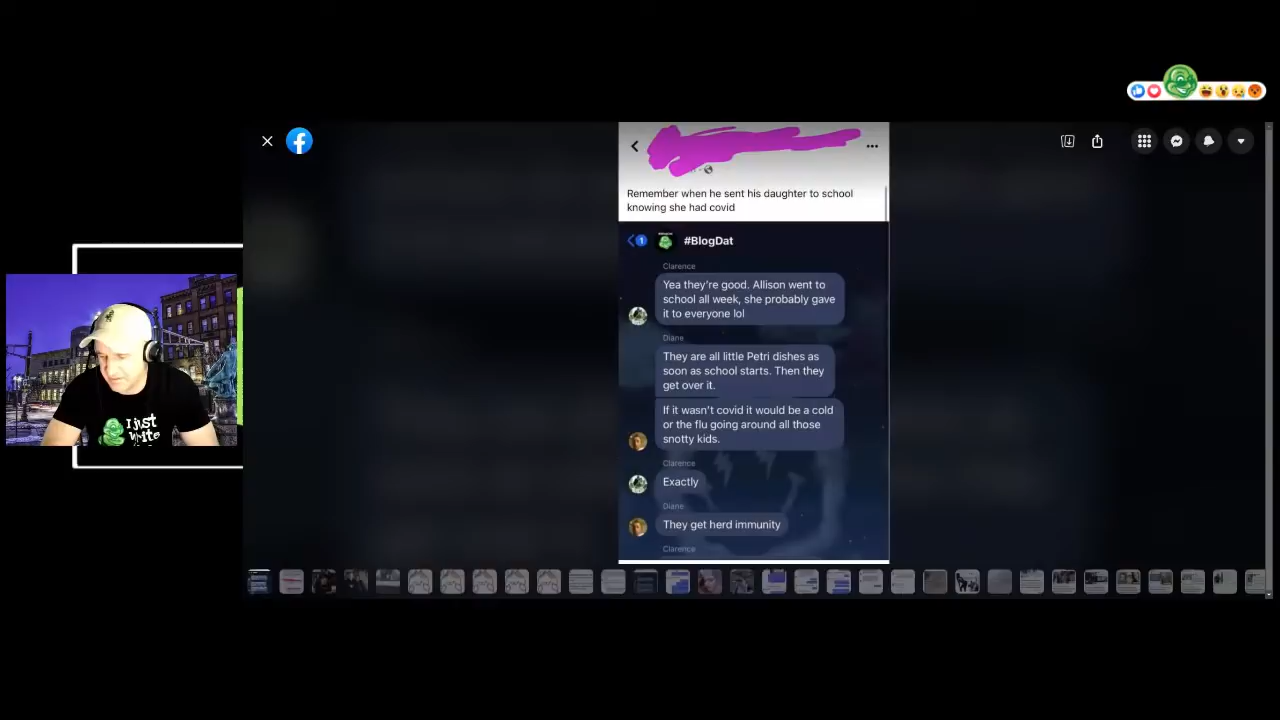 Remember when he sent his daughter to school
knowing she had covid
1
#BlogDat
Clarence
Yea they're good. Allison went to
school all week, she probably gave
it to everyone lol
Diane
They are all little Petri dishes as
soon as school starts. Then they
get over it.
If it wasn't covid it would be a cold
or the flu going around all those
snotty kids.
Clarence
Exactly
Diane
They get herd immunity
Clarence
I just
write